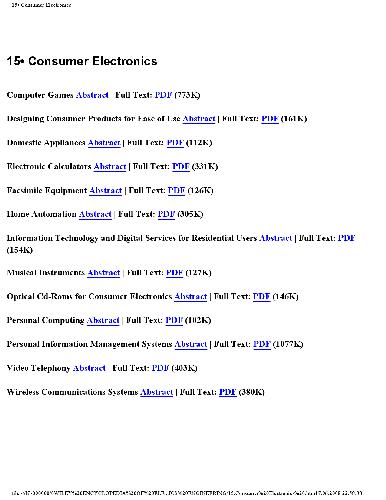 15• Consumer Electronics
15• Consumer Electronics
Computer Games Abstract | Full Text: PDF (773K)
Designing Consumer Products for Ease of Use Abstract | Full Text: PDF (161K)
Domestic Appliances Abstract | Full Text: PDF (112K)
Electronic Calculators Abstract | Full Text: PDF (331K)
Facsimile Equipment Abstract | Full Text: PDF (126K)
Home Automation Abstract | Full Text: PDF (305K)
Information Technology and Digital Services for Residential Users Abstract | Full Text: PDF
(154K)
Musical Instruments Abstract | Full Text: PDF (127K)
Optical Cd-Roms for Consumer Electronics Abstract | Full Text: PDF (146K)
Personal Computing Abstract | Full Text: PDF (102K)
Personal Information Management Systems Abstract | Full Text: PDF (1077K)
Video Telephony Abstract | Full Text: PDF (403K)
Wireless Communications Systems Abstract | Full Text: PDF (380K)